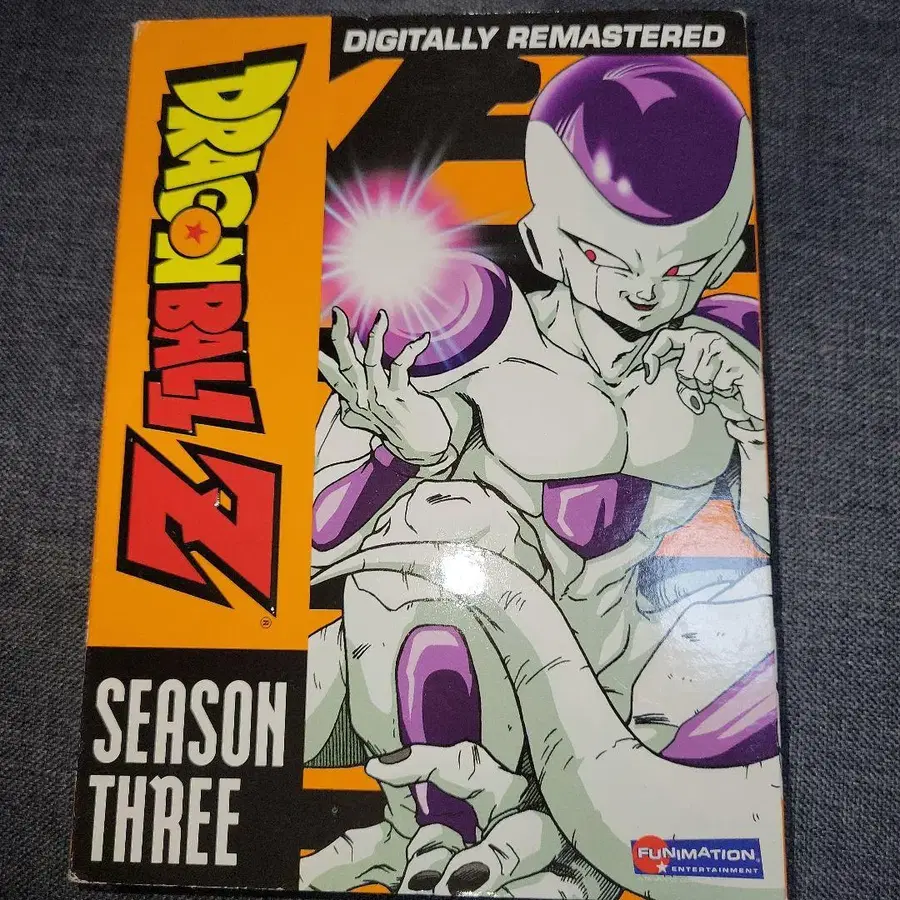 DIGITALLY REMASTERED
DRAGON BALL Z
®
SEASON
THREE
FUNIMATION®
ENTERTAINMENT